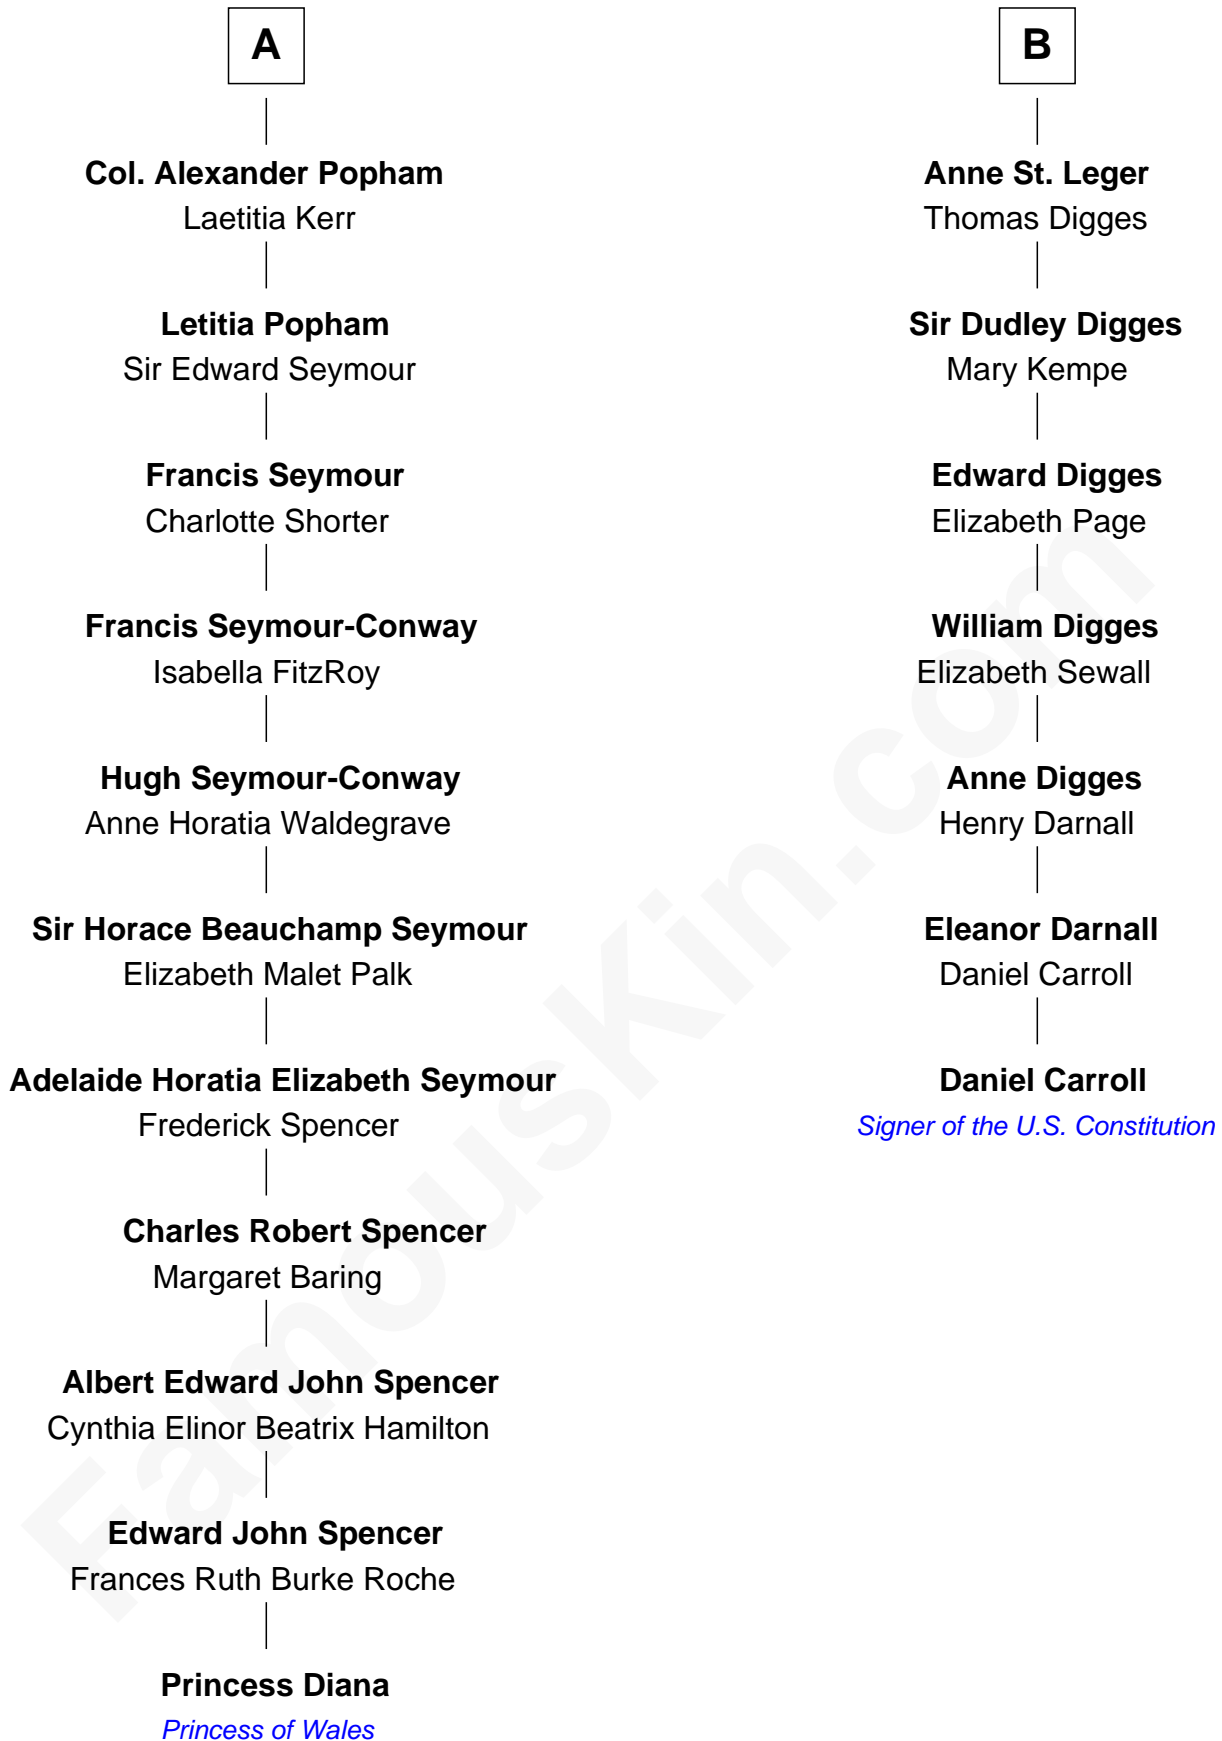 A
Col. Alexander Popham
Laetitia Kerr
Letitia Popham
Sir Edward Seymour
Francis Seymour
Charlotte Shorter
Francis Seymour-Conway
Isabella FitzRoy
Hugh Seymour-Conway
Anne Horatia Waldegrave
Sir Horace Beauchamp Seymour
Elizabeth Malet Palk
Adelaide Horatia Elizabeth Seymour
Frederick Spencer
Charles Robert Spencer
Margaret Baring
Albert Edward John Spencer
Cynthia Elinor Beatrix Hamilton
Edward John Spencer
Frances Ruth Burke Roche
Princess Diana
Princess of Wales
B
Anne St. Leger
Thomas Digges
Sir Dudley Digges
Mary Kempe
Edward Digges
Elizabeth Page
William Digges
Elizabeth Sewall
Anne Digges
Henry Darnall
Eleanor Darnall
Daniel Carroll
Daniel Carroll
Signer of the U.S. Constitution
FamousKin.com